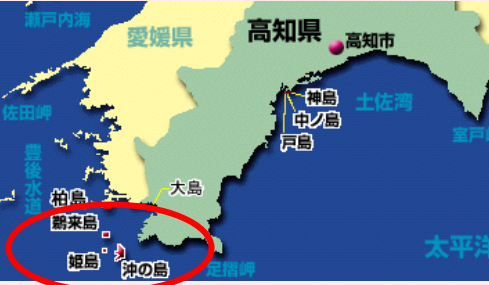 瀬戸内海
愛媛県
高知県
高知市
佐田岬
神島
中ノ島
戸島
土佐湾
室戸
豊後水道
大島
柏島
鵜来島
姫島
沖の島
足摺岬
太平洋